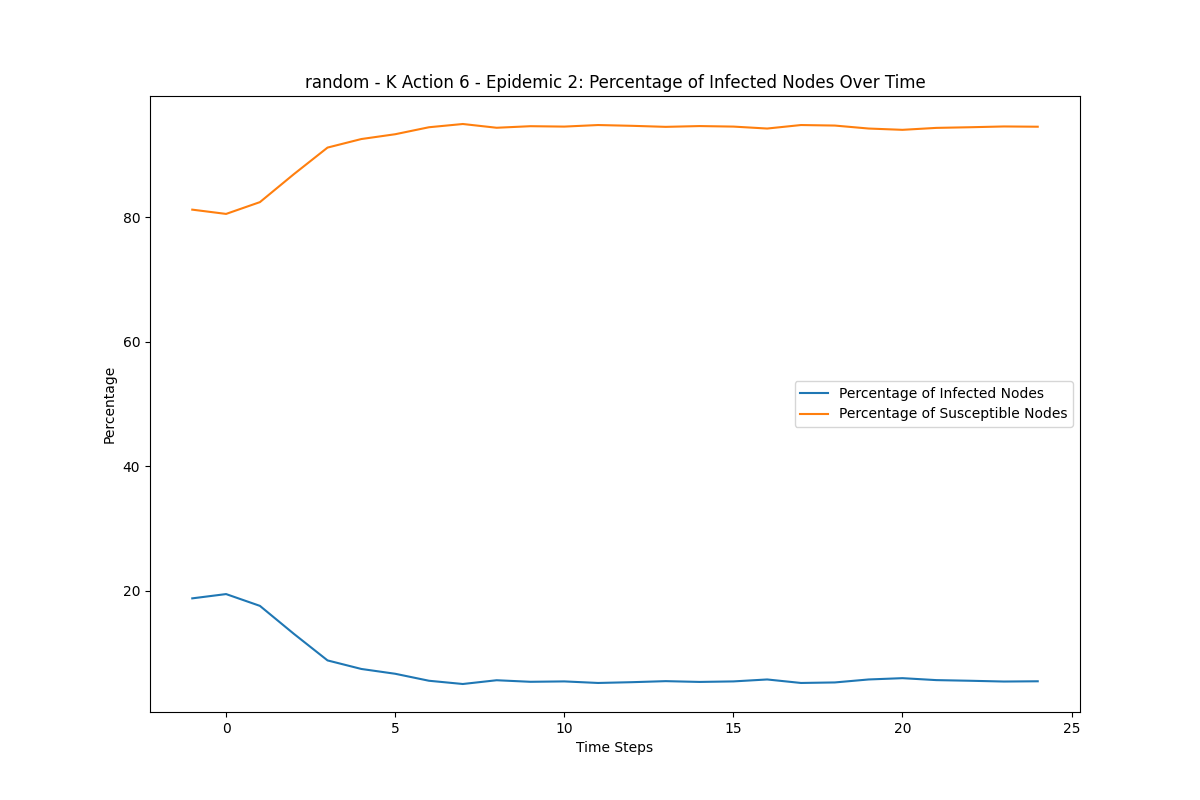 random - K Action 6 - Epidemic 2: Percentage of Infected Nodes Over Time
Percentage
80
60
40
20
Percentage of Infected Nodes
Percentage of Susceptible Nodes
0 5 10 15 20 25
Time Steps